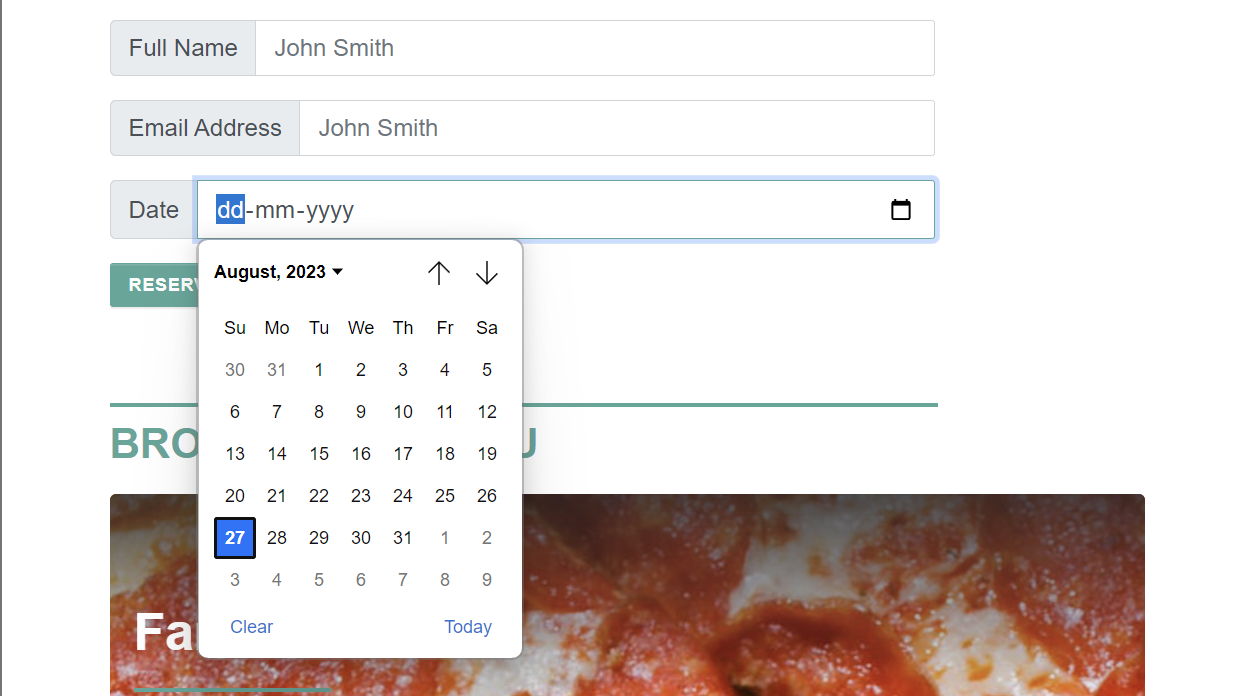 Full Name John Smith
Email Address John Smith
Date dd-mm-yyyy
August, 2023
RESERV
Su Mo Tu We Th Fr Sa
30 31 1 2 3 4 5
6 7 8 9 10 11 12
BRO U
13 14 15 16 17 18 19
20 21 22 23 24 25 26
27 28 29 30 31 1 2
3 4 5 6 7 8 9
Clear Today
Fa